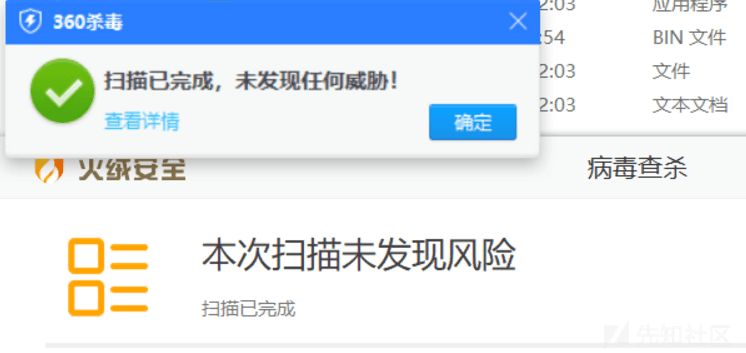 360杀毒
扫描已完成，未发现任何威胁！
查看详情
确定
2:03 应用程序
:54 BIN 文件
2:03 文件
2:03 文本文档
火绒安全
病毒查杀
本次扫描未发现风险
扫描已完成
先知社区